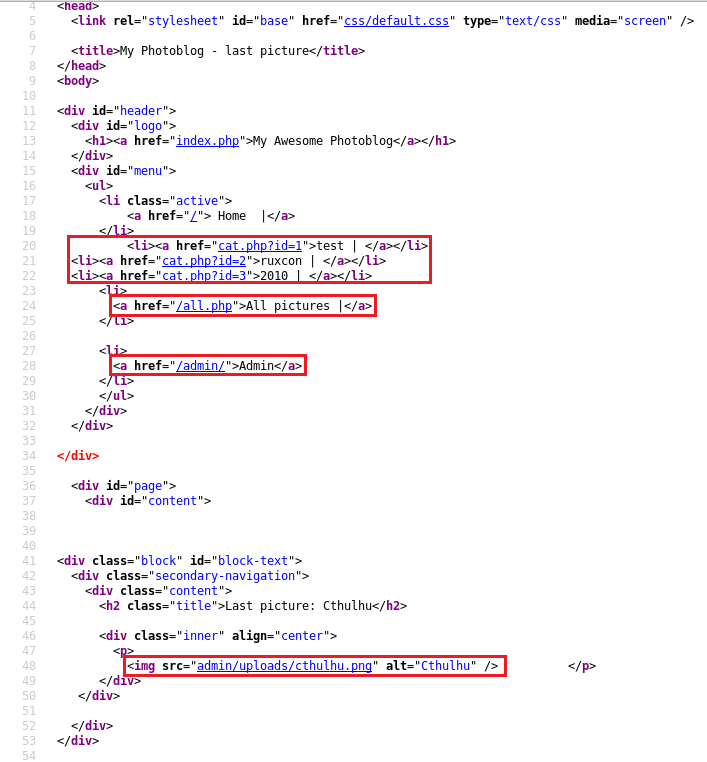 4 <head>
5 <link rel="stylesheet" id="base" href="css/default.css" type="text/css" media="screen" />
6
7 <title>My Photoblog - last picture</title>
8 </head>
9 <body>
10
11 <div id="header">
12 <div id="logo">
13 <h1><a href="index.php">My Awesome Photoblog</a></h1>
14 </div>
15 <div id="menu">
16 <ul>
17 <li class="active">
18 <a href="/"> Home  |</a>
19 </li>
20 <li><a href="cat.php?id=1">test | </a></li>
21 <li><a href="cat.php?id=2">ruxcon | </a></li>
22 <li><a href="cat.php?id=3">2010 | </a></li>
23 <li>
24 <a href="/all.php">All pictures |</a>
25 </li>
26
27 <li>
28 <a href="/admin/">Admin</a>
29 </li>
30 </ul>
31 </div>
32 </div>
33
34 </div>
35
36 <div id="page">
37 <div id="content">
38
39
40
41 <div class="block" id="block-text">
42 <div class="secondary-navigation">
43 <div class="content">
44 <h2 class="title">Last picture: Cthulhu</h2>
45
46 <div class="inner" align="center">
47 <p>
48 <img src="admin/uploads/cthulhu.png" alt="Cthulhu" /> </p>
49 </div>
50 </div>
51
52 </div>
53 </div>
54